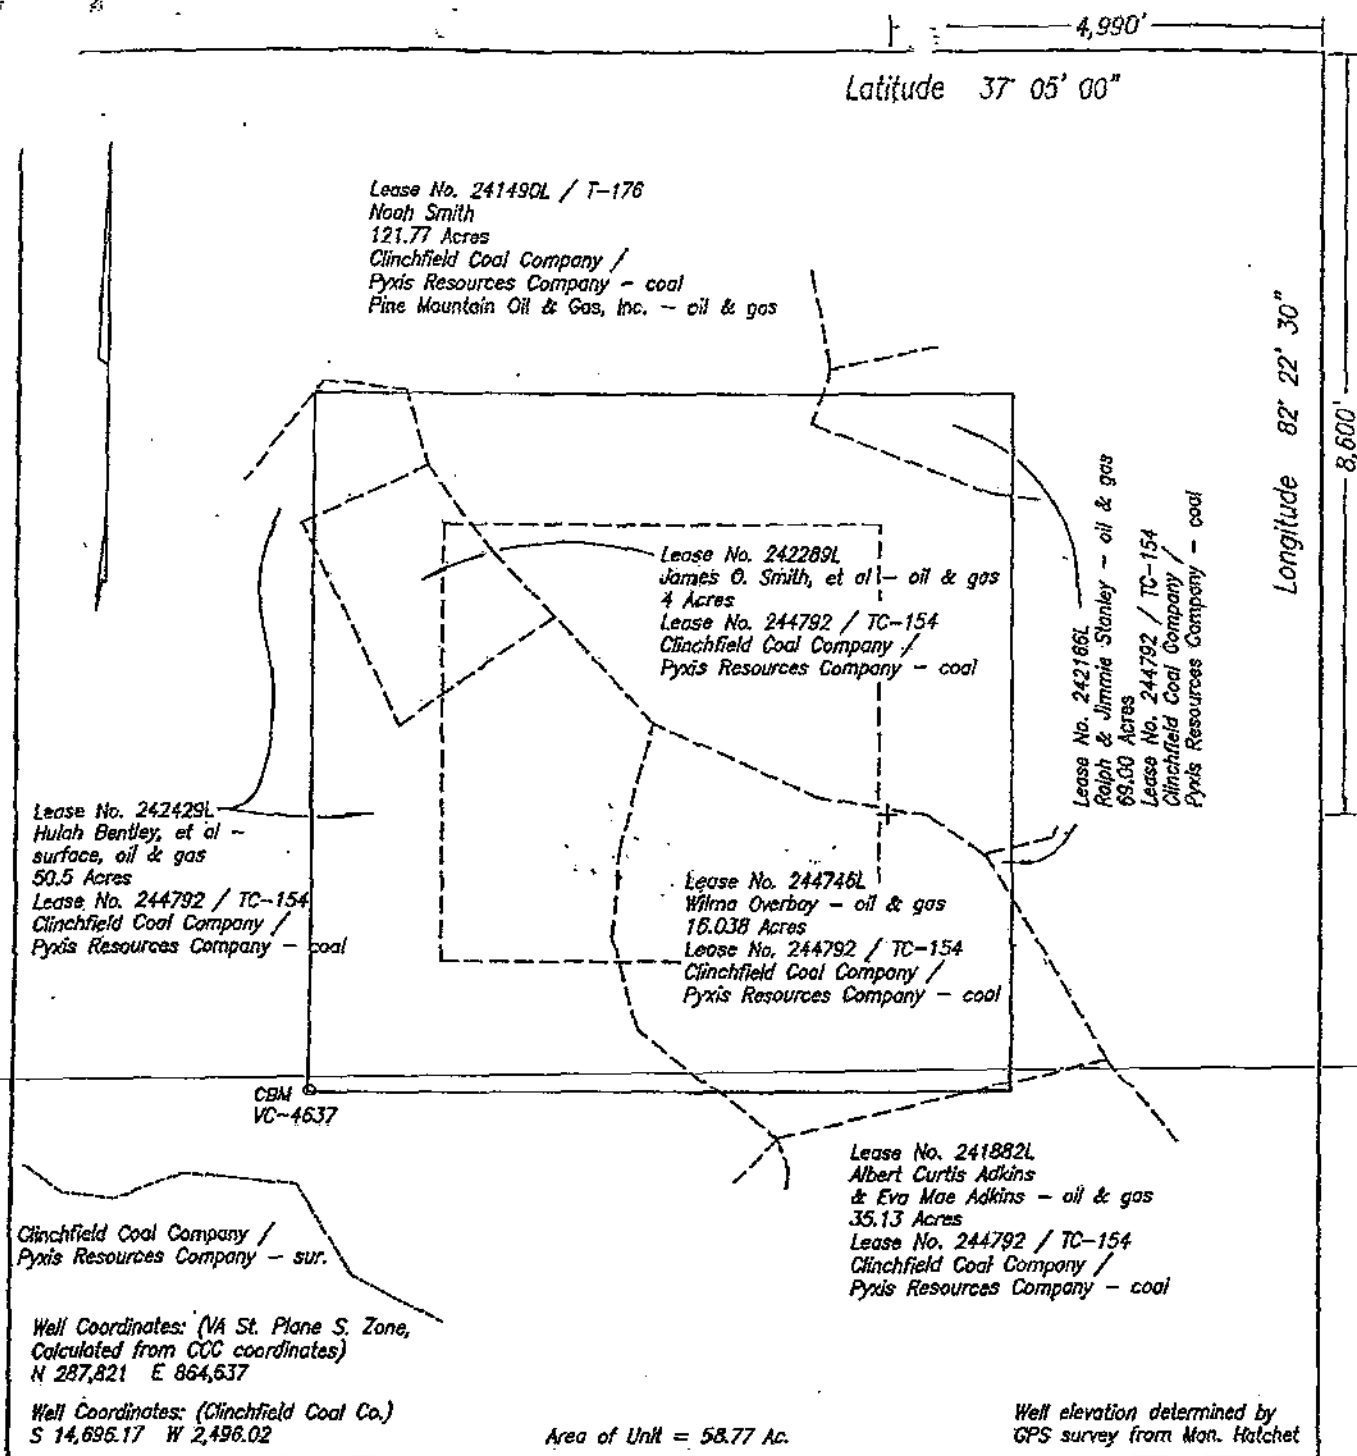 4,990'
Latitude 37° 05' 00"
Lease No. 241490L / T-176
Noah Smith
121.77 Acres
Clinchfield Coal Company /
Pyxis Resources Company - coal
Pine Mountain Oil & Gas, Inc. - oil & gas
Longitude 82° 22' 30"
8,600'
Lease No. 242289L
James O. Smith, et al - oil & gas
4 Acres
Lease No. 244792 / TC-154
Clinchfield Coal Company /
Pyxis Resources Company - coal
Lease No. 242166L
Ralph & Jimmie Stanley - oil & gas
69.00 Acres
Lease No. 244792 / TC-154
Clinchfield Coal Company /
Pyxis Resources Company - coal
Lease No. 242429L
Hulah Bentley, et al -
surface, oil & gas
50.5 Acres
Lease No. 244792 / TC-154
Clinchfield Coal Company /
Pyxis Resources Company - coal
Lease No. 244746L
Wilma Overbay - oil & gas
16.038 Acres
Lease No. 244792 / TC-154
Clinchfield Coal Company /
Pyxis Resources Company - coal
CBM
VC-4637
Lease No. 241882L
Albert Curtis Adkins
& Eva Mae Adkins - oil & gas
35.13 Acres
Lease No. 244792 / TC-154
Clinchfield Coal Company /
Pyxis Resources Company - coal
Clinchfield Coal Company /
Pyxis Resources Company - sur.
Well Coordinates: (VA St. Plane S. Zone,
Calculated from CCC coordinates)
N 287,821 E 864,637
Well Coordinates: (Clinchfield Coal Co.)
S 14,696.17 W 2,496.02
Area of Unit = 58.77 Ac.
Well elevation determined by
GPS survey from Mon. Hatchet